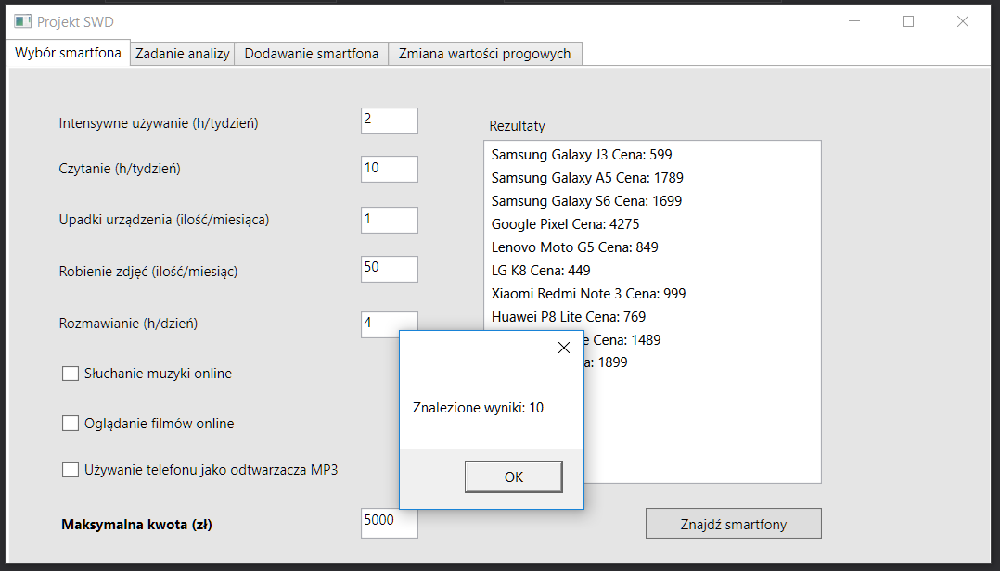 Projekt SWD
Wybór smartfona
Zadanie analizy
Dodawanie smartfona
Zmiana wartości progowych
Intensywne używanie (h/tydzień)
2
Czytanie (h/tydzień)
10
Upadki urządzenia (ilość/miesiąca)
1
Robienie zdjęć (ilość/miesiąc)
50
Rozmawianie (h/dzień)
4
Słuchanie muzyki online
Oglądanie filmów online
Używanie telefonu jako odtwarzacza MP3
Maksymalna kwota (zł)
5000
Rezultaty
Samsung Galaxy J3 Cena: 599
Samsung Galaxy A5 Cena: 1789
Samsung Galaxy S6 Cena: 1699
Google Pixel Cena: 4275
Lenovo Moto G5 Cena: 849
LG K8 Cena: 449
Xiaomi Redmi Note 3 Cena: 999
Huawei P8 Lite Cena: 769
Cena: 1489
1899
Znalezione wyniki: 10
OK
Znajdź smartfony